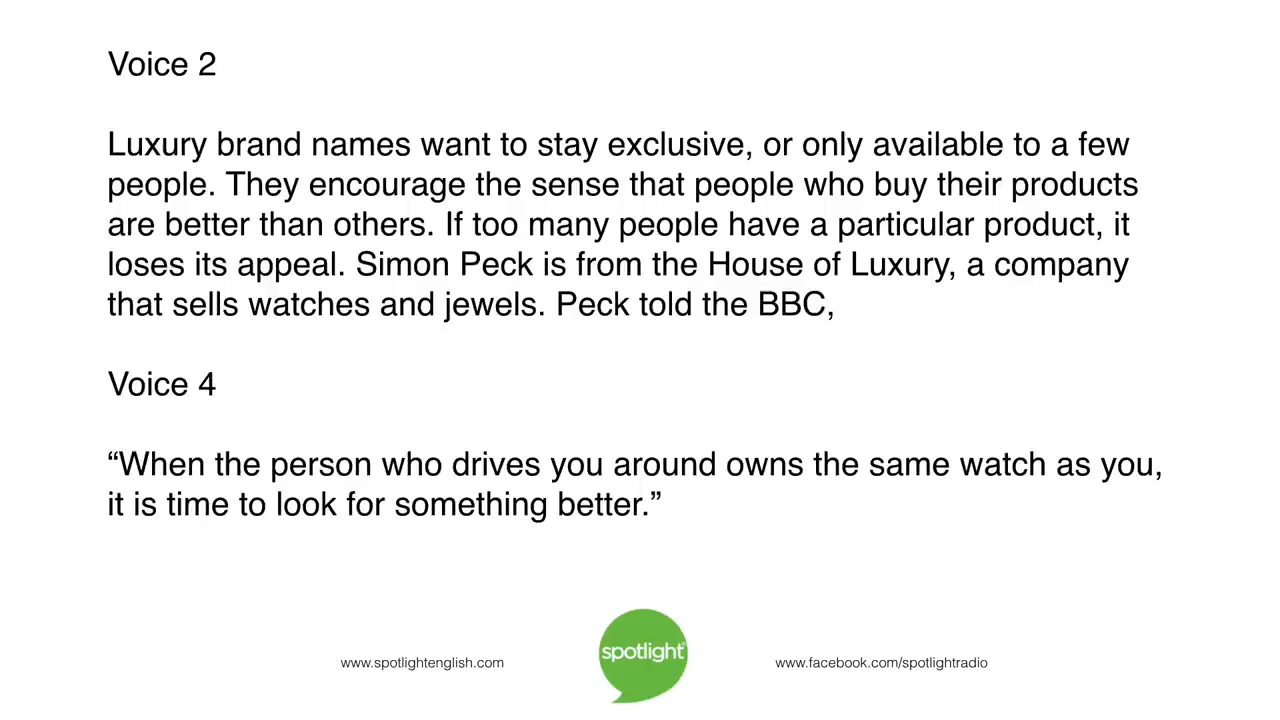 Voice 2
Luxury brand names want to stay exclusive, or only available to a few
people. They encourage the sense that people who buy their products
are better than others. If too many people have a particular product, it
loses its appeal. Simon Peck is from the House of Luxury, a company
that sells watches and jewels. Peck told the BBC,
Voice 4
“When the person who drives you around owns the same watch as you,
it is time to look for something better.”
www.spotlightenglish.com
spotlight®
www.facebook.com/spotlightradio